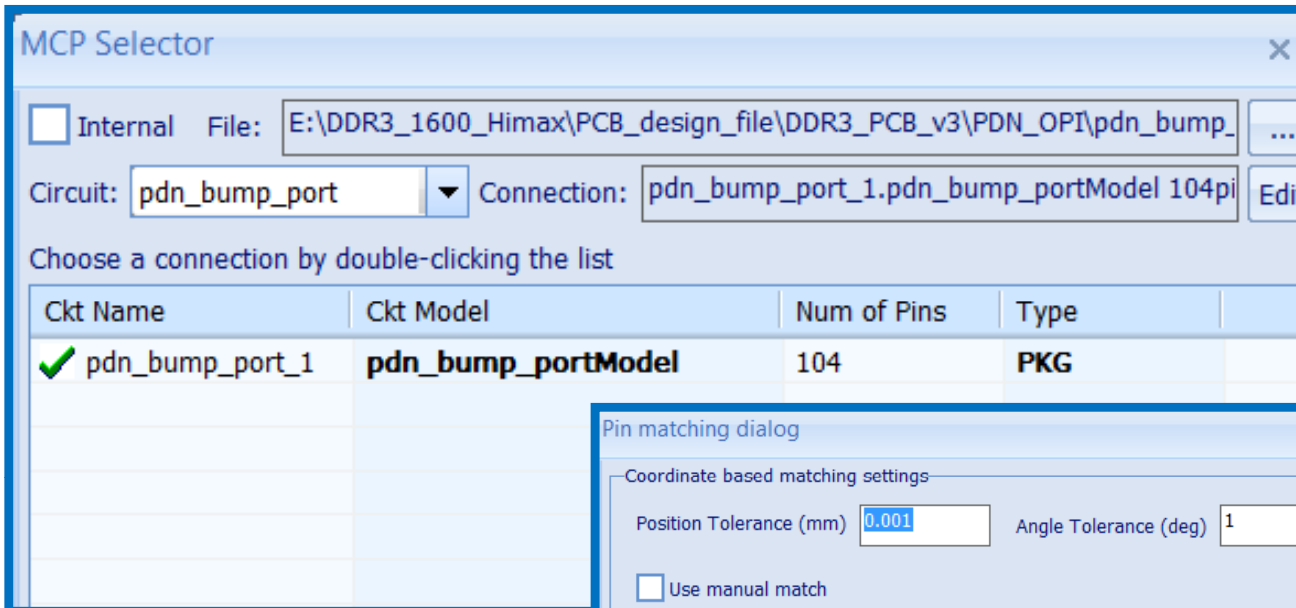 MCP Selector
Internal File: E:\DDR3_1600_Himax\PCB_design_file\DDR3_PCB_v3\PDN_OPI\pdn_bump_ ...
Circuit: pdn_bump_port Connection: pdn_bump_port_1.pdn_bump_portModel 104pi Edi
Choose a connection by double-clicking the list
Ckt Name Ckt Model Num of Pins Type
pdn_bump_port_1 pdn_bump_portModel 104 PKG
Pin matching dialog
Coordinate based matching settings
Position Tolerance (mm) 0.001 Angle Tolerance (deg) 1
Use manual match